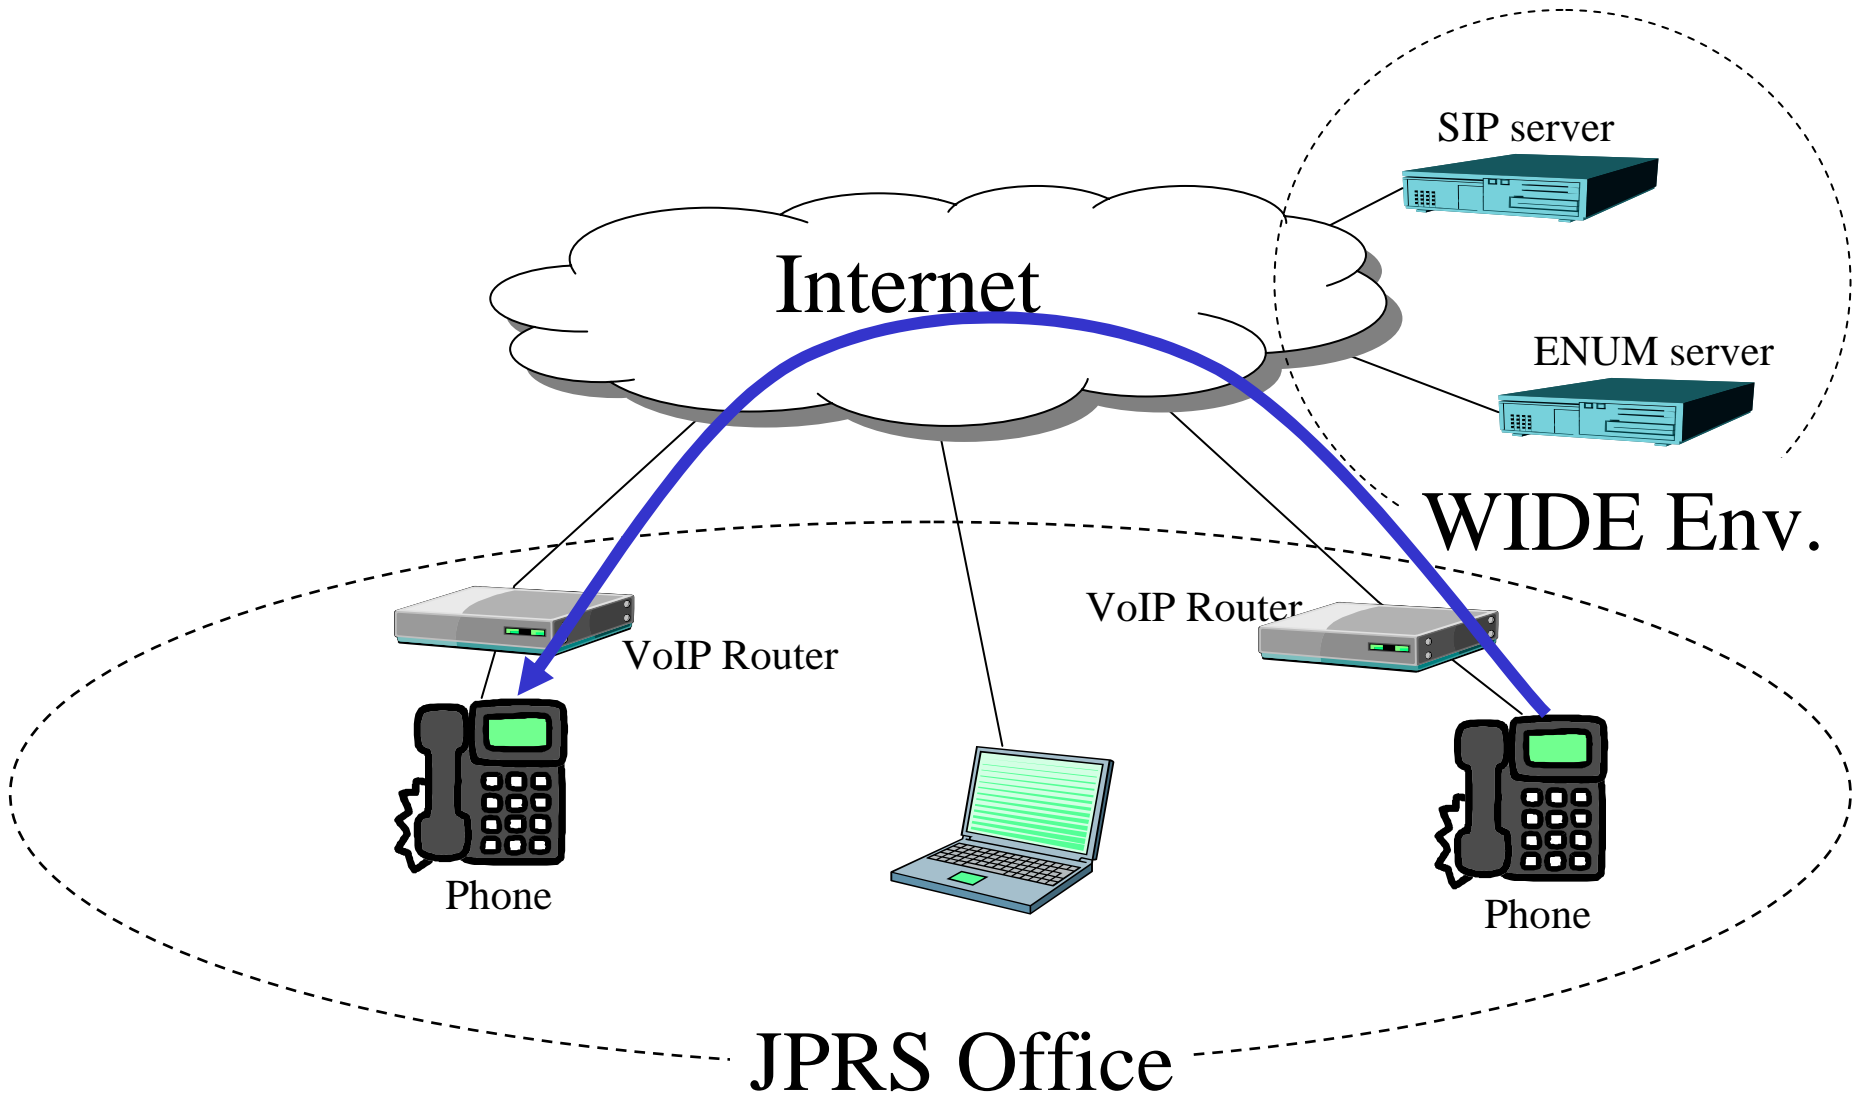 SIP server
Internet
ENUM server
WIDE Env.
VoIP Router
VoIP Router
Phone
Phone
JPRS Office